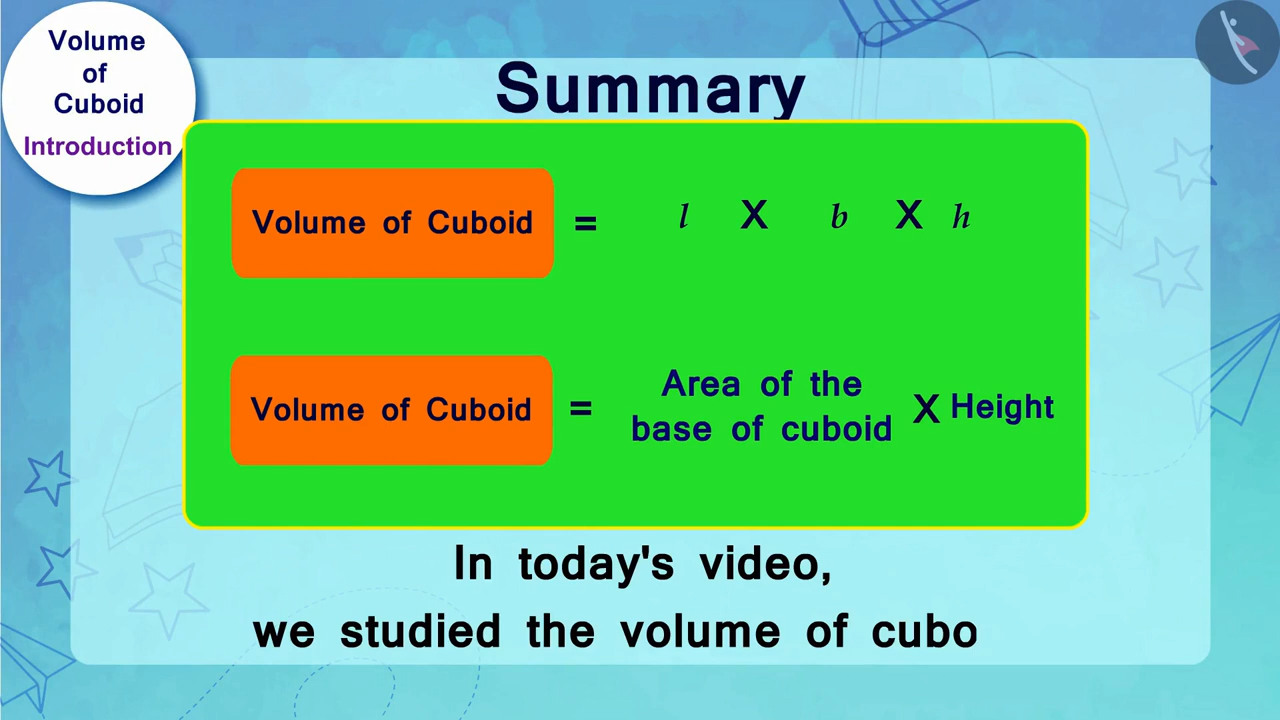 Volume
of
Cuboid
Introduction
Summary
Volume of Cuboid = l X b X h
Volume of Cuboid = Area of the base of cuboid X Height
In today's video,
we studied the volume of cubo